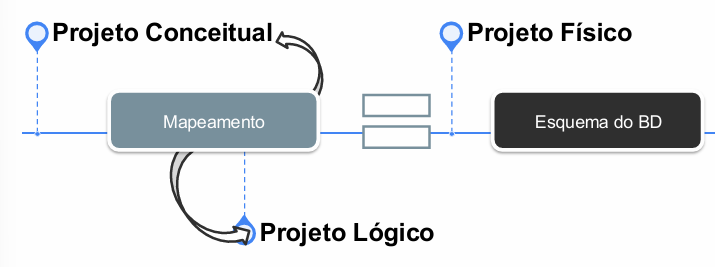 Projeto Conceitual
Projeto Físico
Mapeamento
Esquema do BD
Projeto Lógico